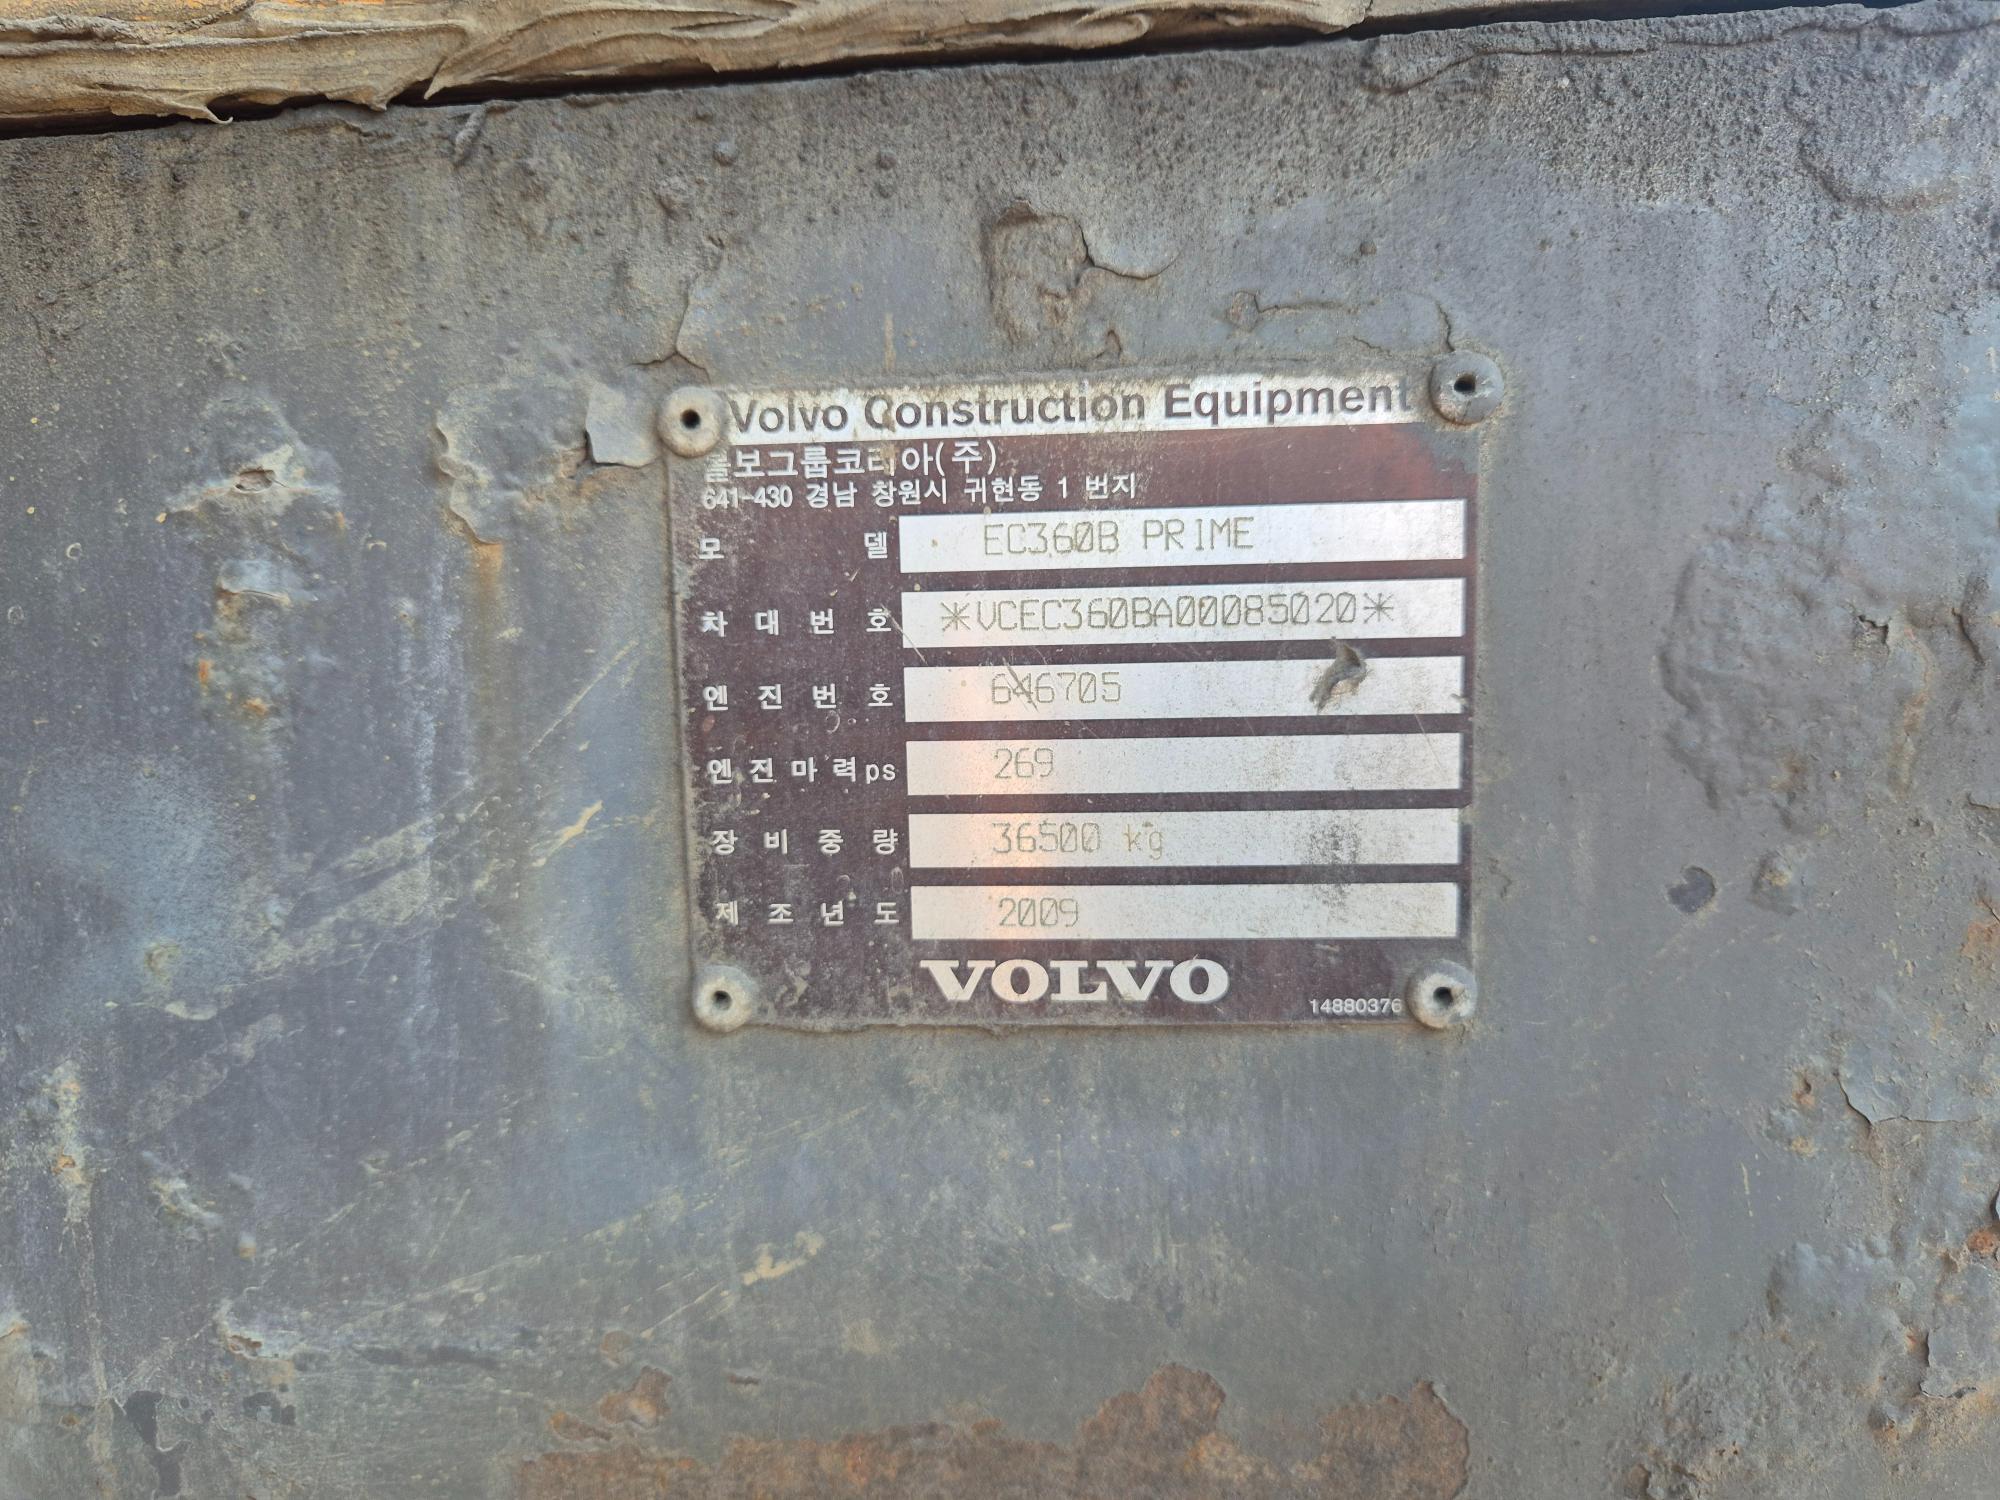 Volvo Construction Equipment
볼보그룹코리아(주)
641-430 경남 창원시 귀현동 1 번지
모 델 EC360B PRIME
차 대 번 호 *VCEC360BA00085020*
엔 진 번 호 646705
엔 진 마 력 ps 269
장 비 중 량 36500 kg
제 조 년 도 2009
VOLVO
14880376